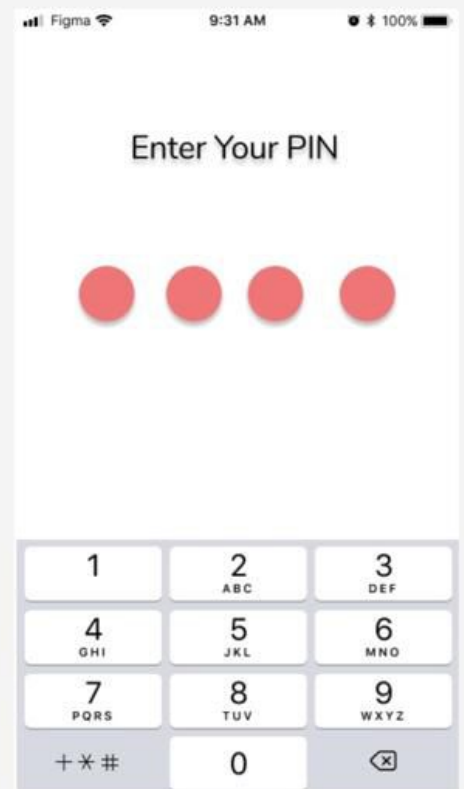 Figma 9:31 AM 100%
Enter Your PIN
1 2 3
ABC DEF
4 5 6
GHI JKL MNO
7 8 9
PQRS TUV WXYZ
+*# 0